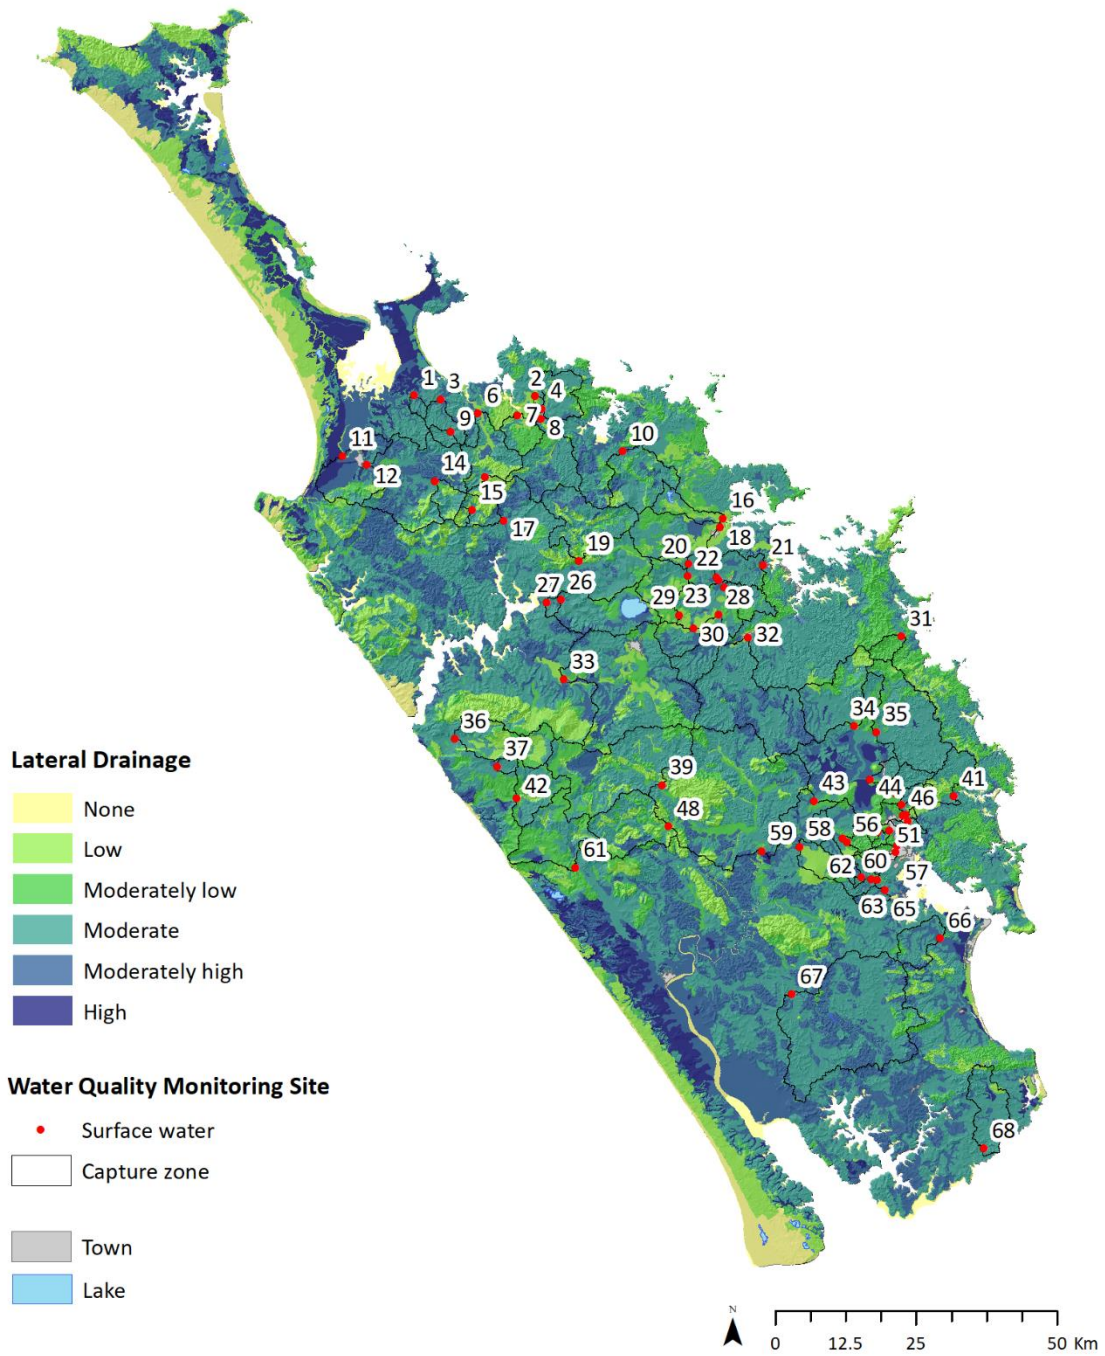 1 3 6 2 4
9 7 8
10
11
12 14
15
16
17 18
19 20 22 21
27 26 29 23 28
30 32 31
33
34 35
36
37 39 43 44 41
42 46
48 56
59 58 51
61 62 60 57
63 65
66
67
68
Lateral Drainage
None
Low
Moderately low
Moderate
Moderately high
High
Water Quality Monitoring Site
Surface water
Capture zone
Town
Lake
N
0 12.5 25 50 Km